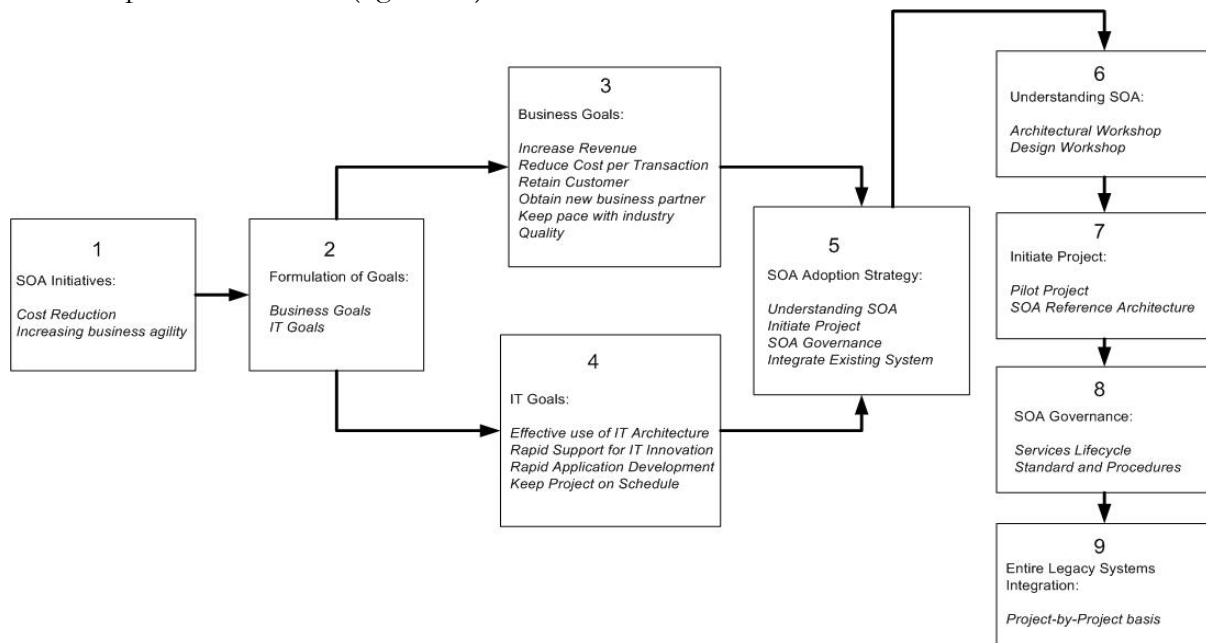 1
SOA Initiatives:
Cost Reduction
Increasing business agility
2
Formulation of Goals:
Business Goals
IT Goals
3
Business Goals:
Increase Revenue
Reduce Cost per Transaction
Retain Customer
Obtain new business partner
Keep pace with industry
Quality
4
IT Goals:
Effective use of IT Architecture
Rapid Support for IT Innovation
Rapid Application Development
Keep Project on Schedule
5
SOA Adoption Strategy:
Understanding SOA
Initiate Project
SOA Governance
Integrate Existing System
6
Understanding SOA:
Architectural Workshop
Design Workshop
7
Initiate Project:
Pilot Project
SOA Reference Architecture
8
SOA Governance:
Services Lifecycle
Standard and Procedures
9
Entire Legacy Systems
Integration:
Project-by-Project basis